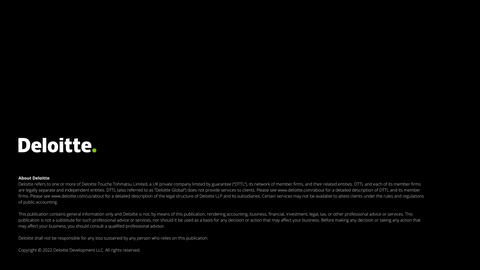 Deloitte.
About Deloitte
Deloitte refers to one or more of Deloitte Touche Tohmatsu Limited, a UK private company limited by guarantee ("DTTL"), its network of member firms, and their related entities. DTTL and each of its member firms
are legally separate and independent entities. DTTL (also referred to as "Deloitte Global") does not provide services to clients. Please see www.deloitte.com/about for a detailed description of DTTL and its member
firms. Please see www.deloitte.com/us/about for a detailed description of the legal structure of Deloitte LLP and its subsidiaries. Certain services may not be available to attest clients under the rules and regulations
of public accounting.
This publication contains general information only and Deloitte is not, by means of this publication, rendering accounting, business, financial, investment, legal, tax, or other professional advice or services. This
publication is not a substitute for such professional advice or services, nor should it be used as a basis for any decision or action that may affect your business. Before making any decision or taking any action that
may affect your business, you should consult a qualified professional advisor.
Deloitte shall not be responsible for any loss sustained by any person who relies on this publication.
Copyright © 2022 Deloitte Development LLC. All rights reserved.